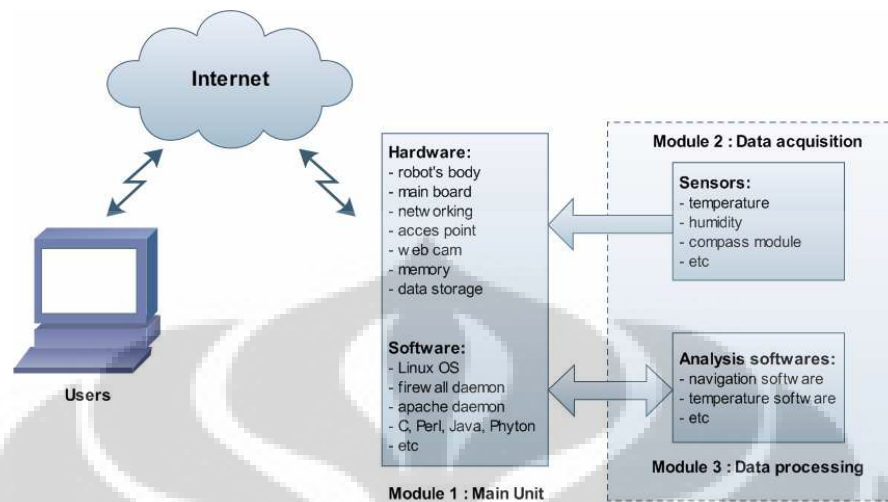 Internet
Users
Hardware:
- robot's body
- main board
- networking
- acces point
- web cam
- memory
- data storage
Software:
- Linux OS
- firewall daemon
- apache daemon
- C, Perl, Java, Phyton
- etc
Module 1 : Main Unit
Module 2 : Data acquisition
Sensors:
- temperature
- humidity
- compass module
- etc
Analysis softwares:
- navigation software
- temperature software
- etc
Module 3 : Data processing